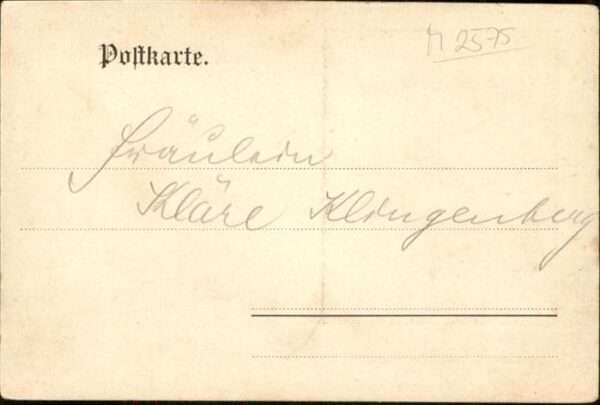 Postkarte.
M 2575
Fräulein
Kläre Klingenberg